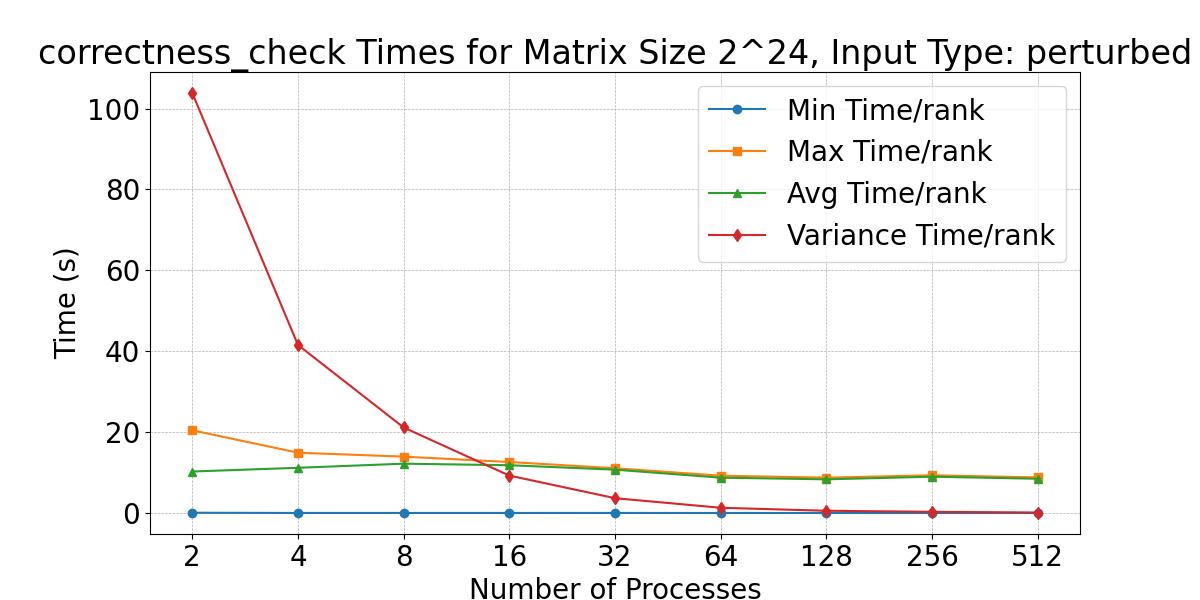 correctness_check Times for Matrix Size 2^24, Input Type: perturbed
Min Time/rank
Max Time/rank
Avg Time/rank
Variance Time/rank
Time (s)
100
80
60
40
20
0
2 4 8 16 32 64 128 256 512
Number of Processes